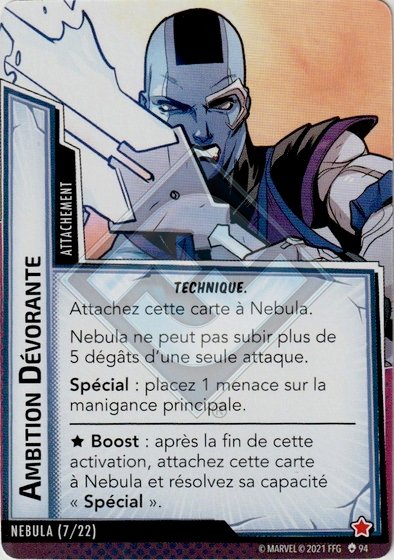 AMBITION DÉVORANTE
ATTACHEMENT
TECHNIQUE.
Attachez cette carte à Nebula.
Nebula ne peut pas subir plus de
5 dégâts d'une seule attaque.
Spécial : placez 1 menace sur la
manigance principale.
★ Boost : après la fin de cette
activation, attachez cette carte
à Nebula et résolvez sa capacité
« Spécial ».
NEBULA (7/22)
© MARVEL © 2021 FFG 94